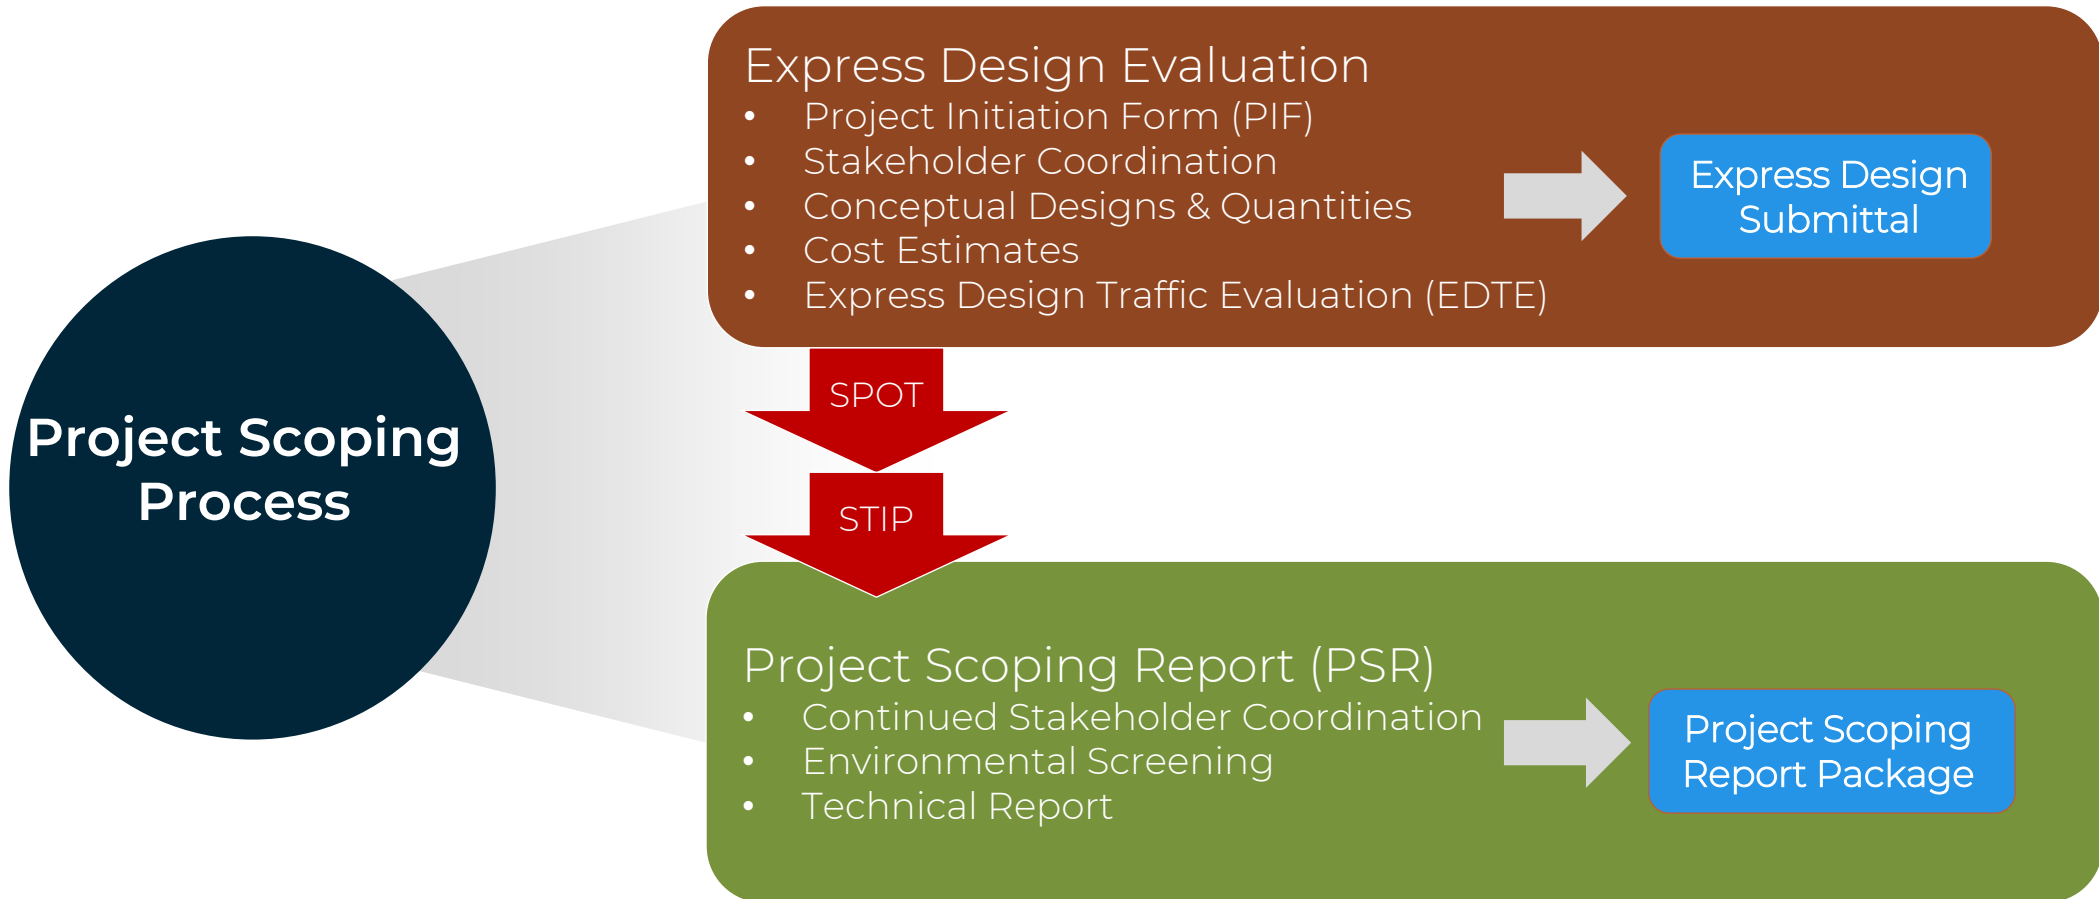 Express Design Evaluation
• Project Initiation Form (PIF)
• Stakeholder Coordination
• Conceptual Designs & Quantities
• Cost Estimates
• Express Design Traffic Evaluation (EDTE)
Express Design
Submittal
SPOT
STIP
Project Scoping
Process
Project Scoping Report (PSR)
• Continued Stakeholder Coordination
• Environmental Screening
• Technical Report
Project Scoping
Report Package